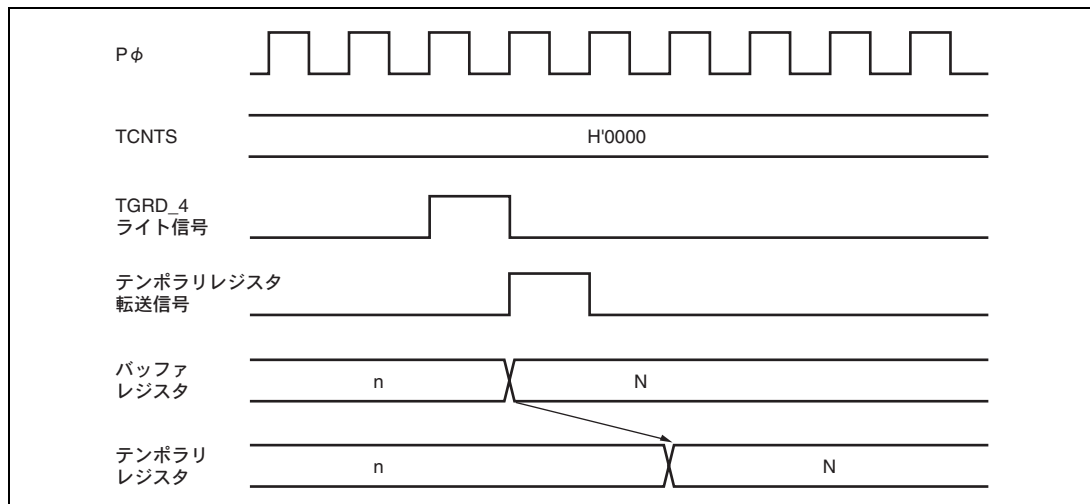 Pφ
TCNTS
H'0000
TGRD_4
ライト信号
テンポラリレジスタ
転送信号
バッファ
レジスタ
n
N
テンポラリ
レジスタ
n
N